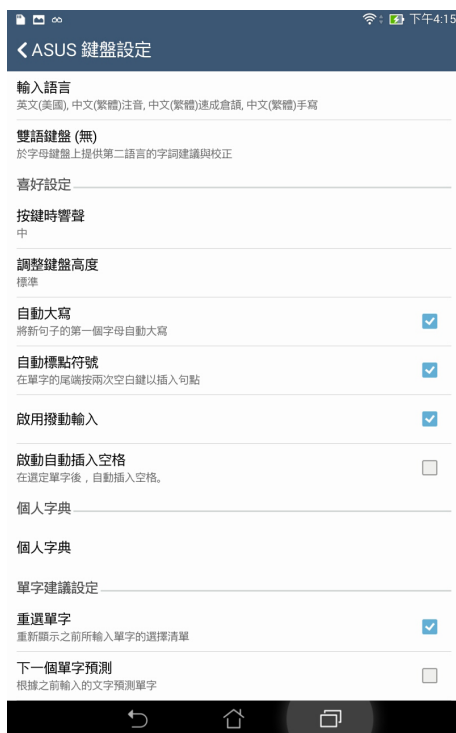 下午4:15
ASUS 鍵盤設定
輸入語言
英文(美國), 中文(繁體)注音, 中文(繁體)速成倉頡, 中文(繁體)手寫
雙語鍵盤 (無)
於字母鍵盤上提供第二語言的字詞建議與校正
喜好設定
按鍵時響聲
中
調整鍵盤高度
標準
自動大寫
將新句子的第一個字母自動大寫
自動標點符號
在單字的尾端按兩次空白鍵以插入句點
啟用撥動輸入
啟動自動插入空格
在選定單字後，自動插入空格。
個人字典
個人字典
單字建議設定
重選單字
重新顯示之前所輸入單字的選擇清單
下一個單字預測
根據之前輸入的文字預測單字